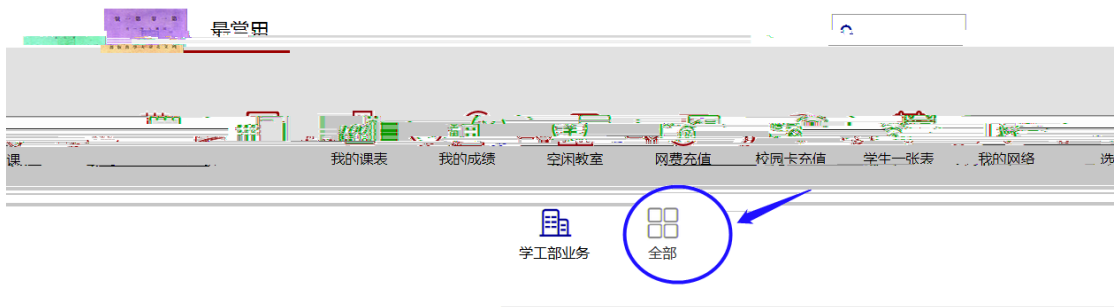 最常用
课 我的课表 我的成绩 空闲教室 网费充值 校园卡充值 学生一张表 我的网络 选
学工部业务 全部